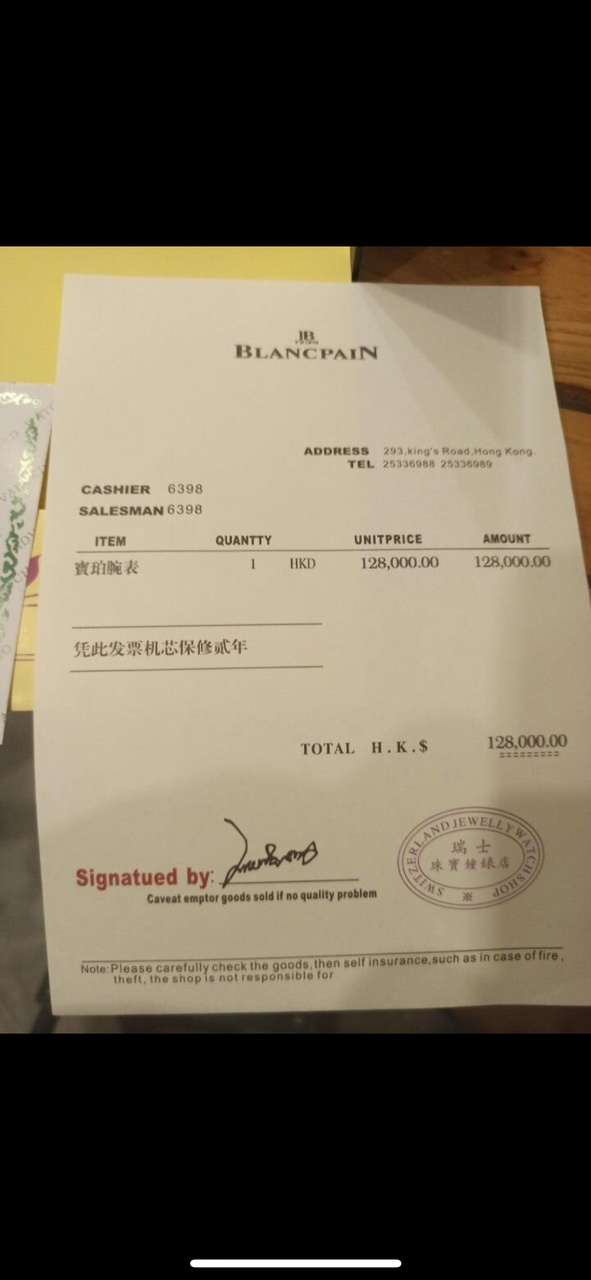 JB
1735
BLANCPAIN
ADDRESS 293,king's Road,Hong Kong.
TEL 25336988 25336989
CASHIER 6398
SALESMAN 6398
ITEM QUANTTY UNITPRICE AMOUNT
賓珀腕表 1 HKD 128,000.00 128,000.00
凭此发票机芯保修贰年
TOTAL H.K.$ 128,000.00
Signatued by:
Caveat emptor goods sold if no quality problem
SWITZERLAND JEWELLY WATCH SHOP
瑞士
珠寶鐘錶店
Note:Please carefully check the goods,then self insurance,such as in case of fire,
theft, the shop is not responsible for